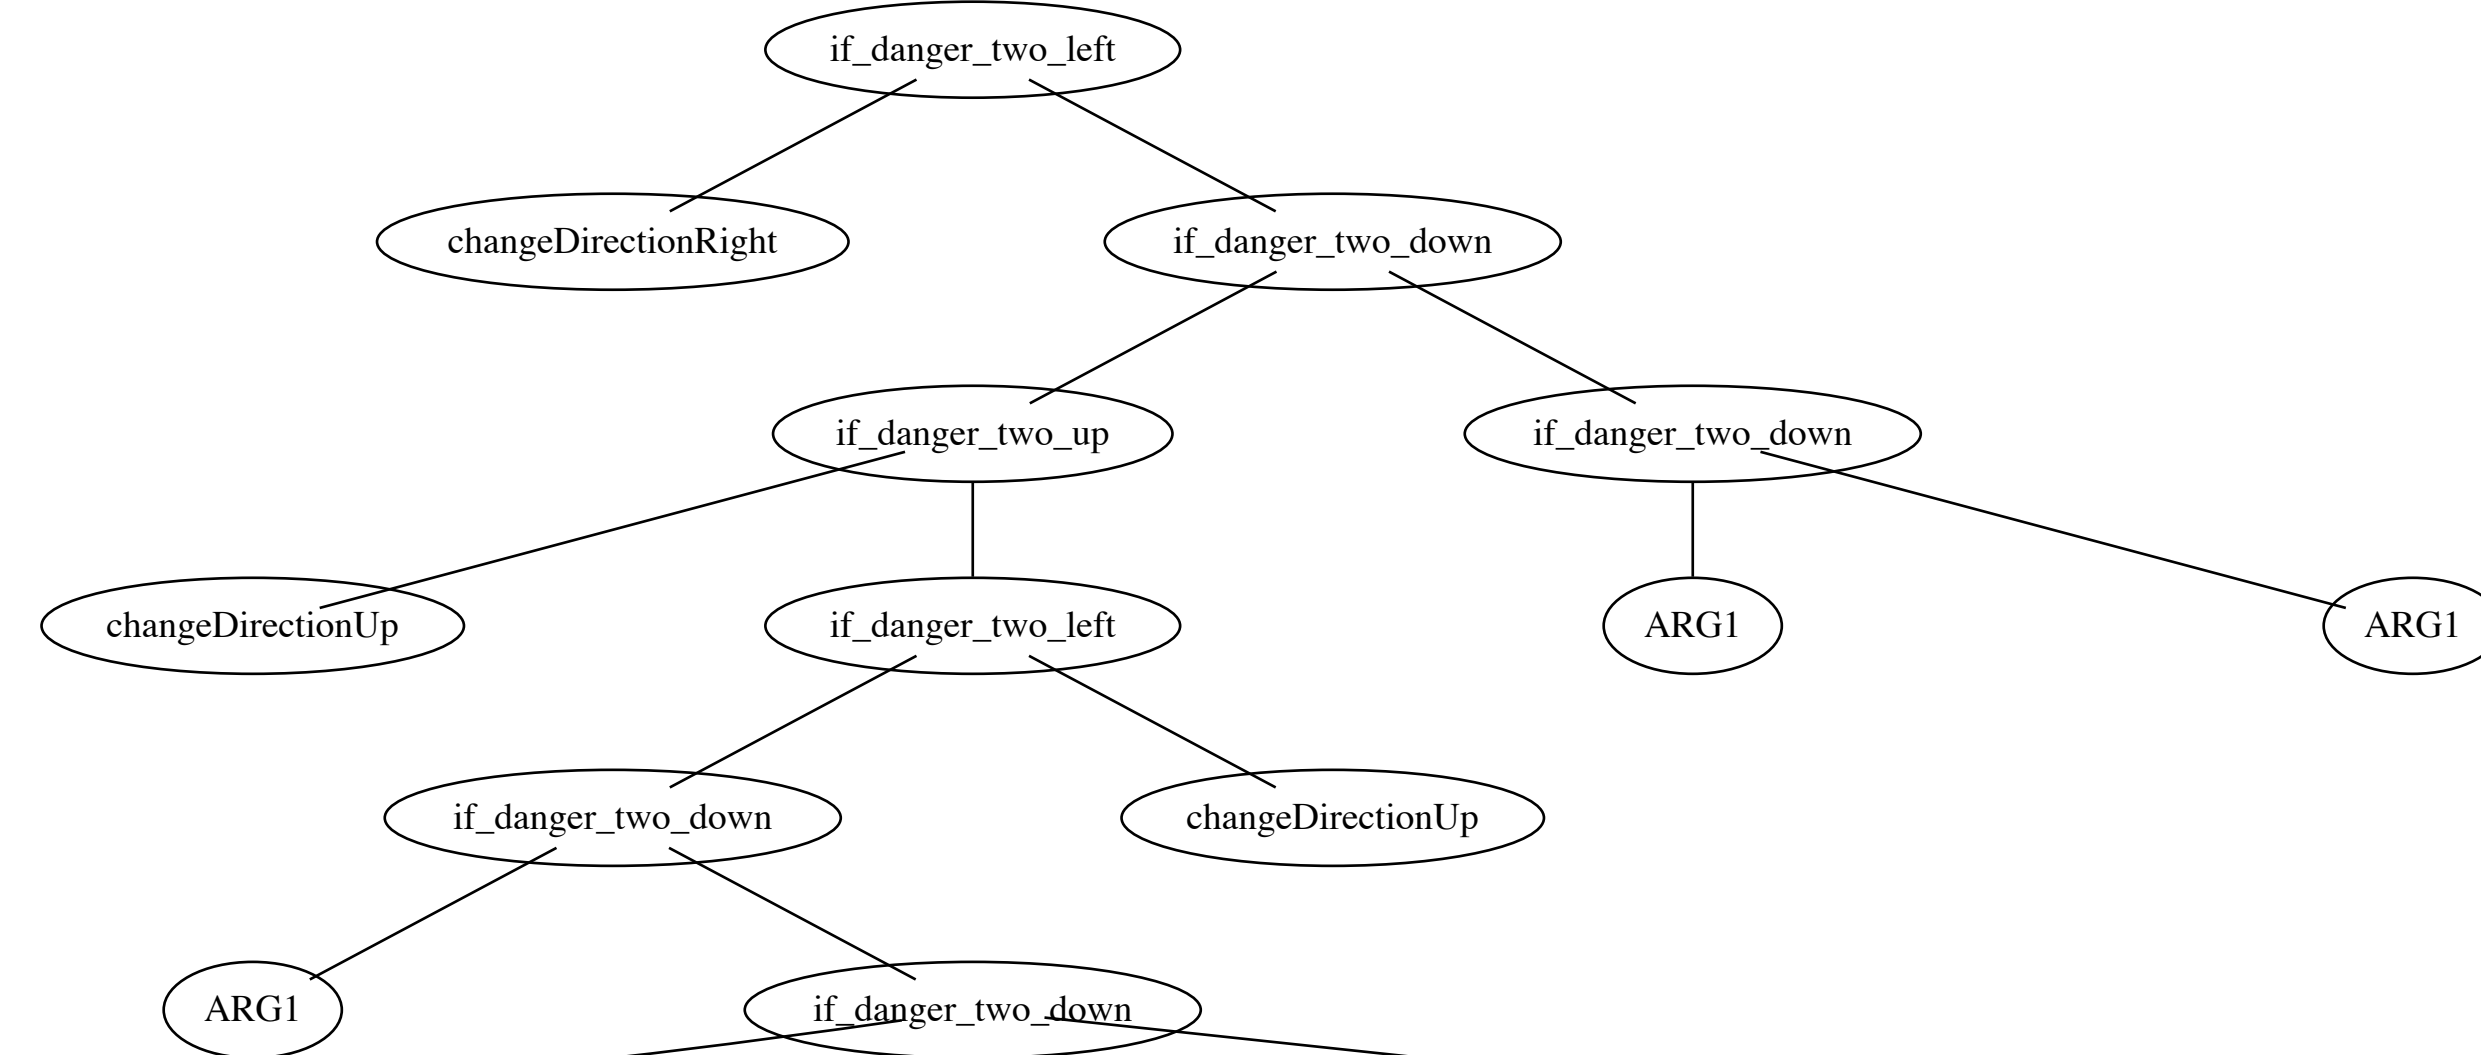 if_danger_two_left
changeDirectionRight
if_danger_two_down
if_danger_two_up
if_danger_two_down
changeDirectionUp
if_danger_two_left
ARG1
ARG1
if_danger_two_down
changeDirectionUp
ARG1
if_danger_two_down